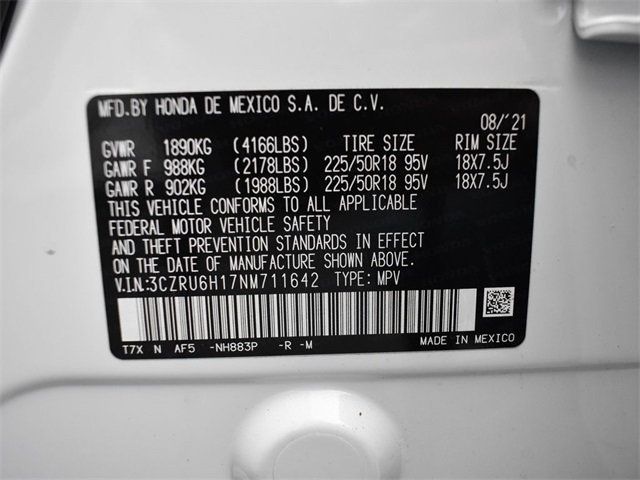 MFD.BY HONDA DE MEXICO S.A. DE C.V.
08/'21
GVWR 1890KG (4166LBS) TIRE SIZE RIM SIZE
GAWR F 988KG (2178LBS) 225/50R18 95V 18X7.5J
GAWR R 902KG (1988LBS) 225/50R18 95V 18X7.5J
THIS VEHICLE CONFORMS TO ALL APPLICABLE
FEDERAL MOTOR VEHICLE SAFETY
AND THEFT PREVENTION STANDARDS IN EFFECT
ON THE DATE OF MANUFACTURE SHOWN ABOVE.
V.I.N:3CZRU6H17NM711642 TYPE: MPV
T7X N AF5 -NH883P -R -M MADE IN MEXICO